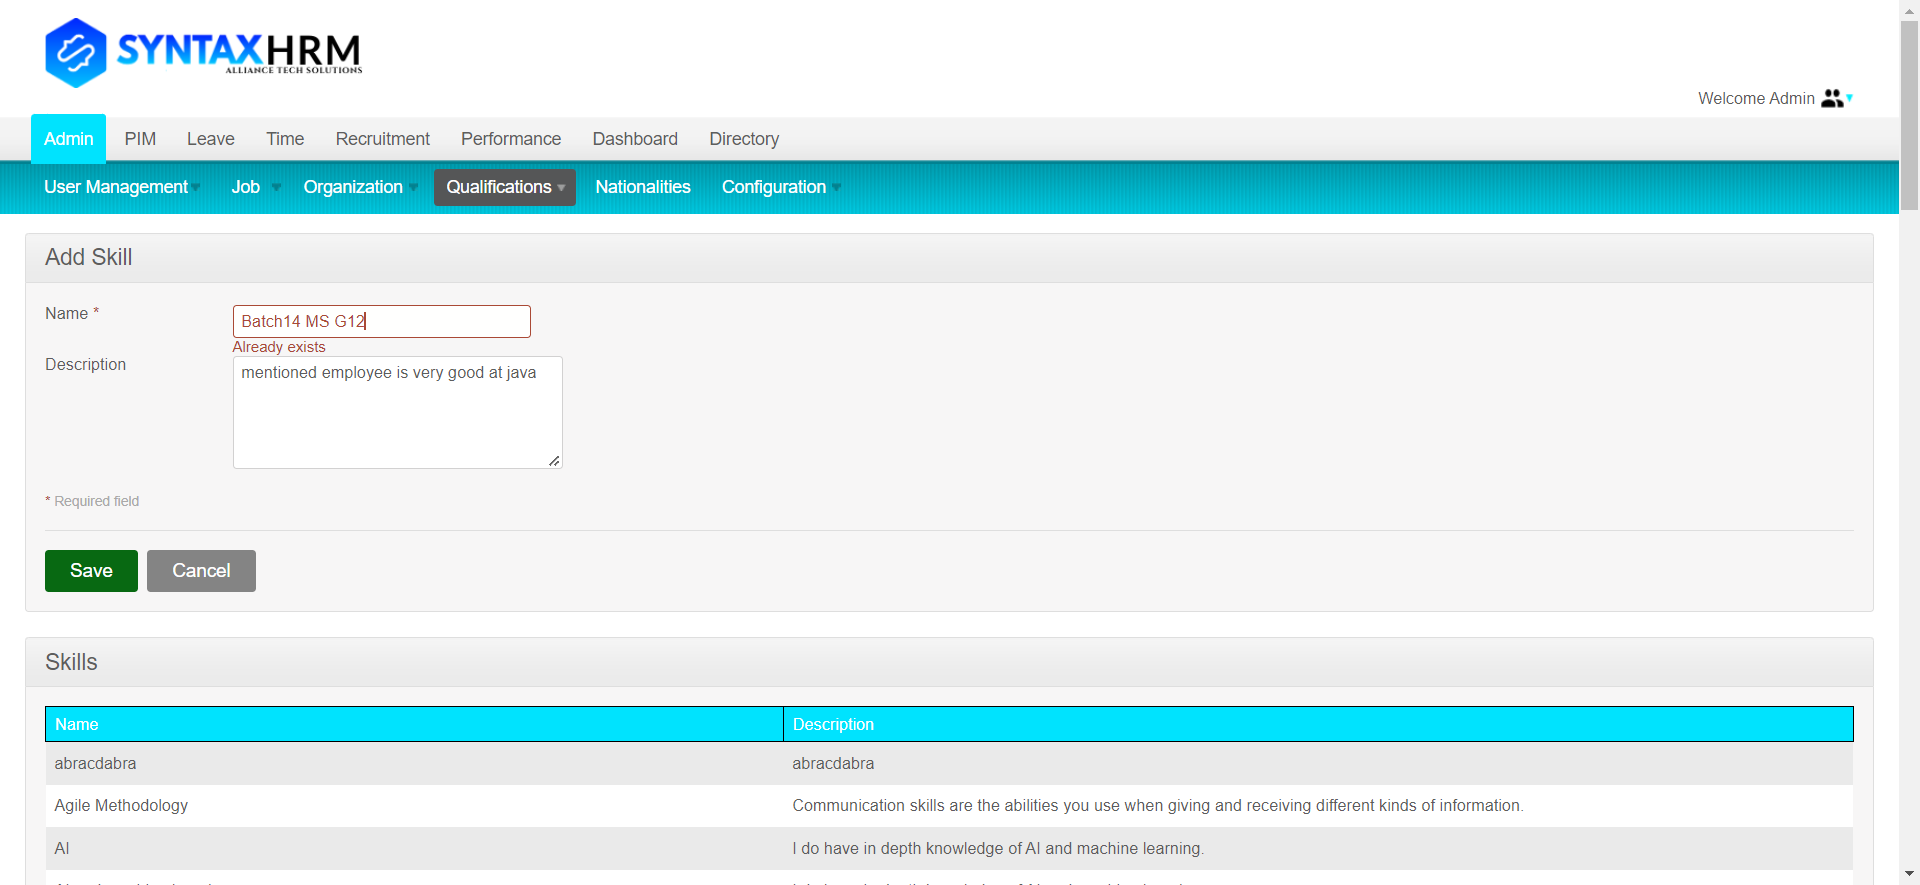 SYNTAXHRM
ALLIANCE TECH SOLUTIONS
Welcome Admin
Admin PIM Leave Time Recruitment Performance Dashboard Directory
User Management Job Organization Qualifications Nationalities Configuration
Add Skill
Name *
Batch14 MS G12
Already exists
Description
mentioned employee is very good at java
* Required field
Save Cancel
Skills
Name Description
abracdabra abracdabra
Agile Methodology Communication skills are the abilities you use when giving and receiving different kinds of information.
AI I do have in depth knowledge of AI and machine learning.